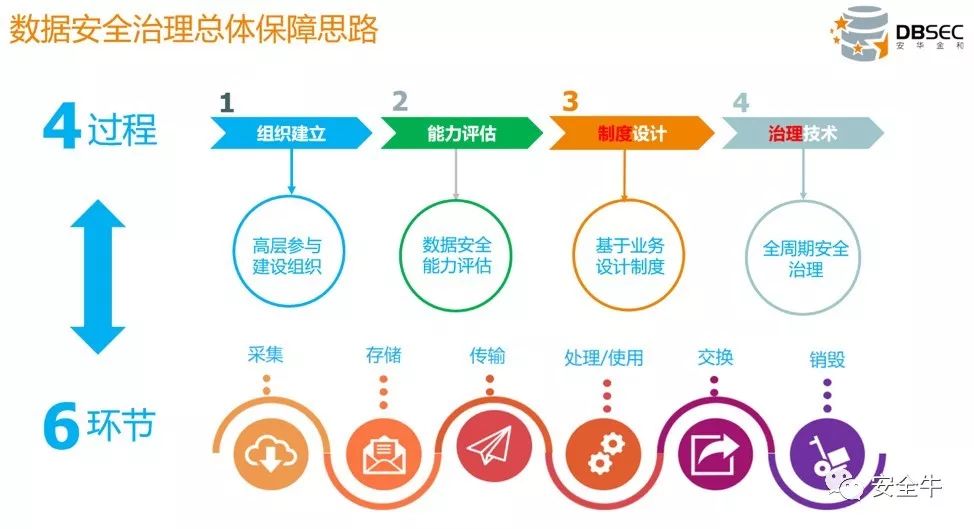 数据安全治理总体保障思路
DBSEC
安华金和
4过程
1
组织建立
2
能力评估
3
制度设计
4
治理技术
高层参与
建设组织
数据安全
能力评估
基于业务
设计制度
全周期安全
治理
6环节
采集
存储
传输
处理/使用
交换
销毁
安全牛